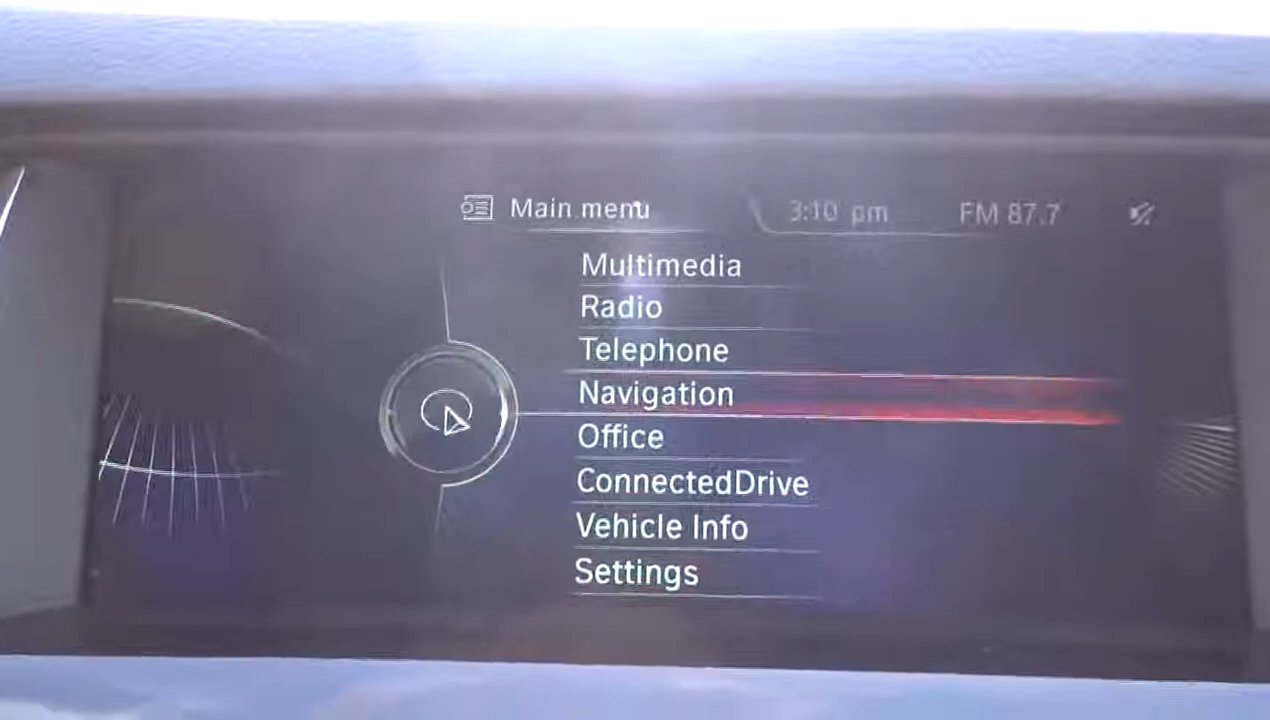 Main menu 3:10 pm FM 87.7
Multimedia
Radio
Telephone
Navigation
Office
ConnectedDrive
Vehicle Info
Settings